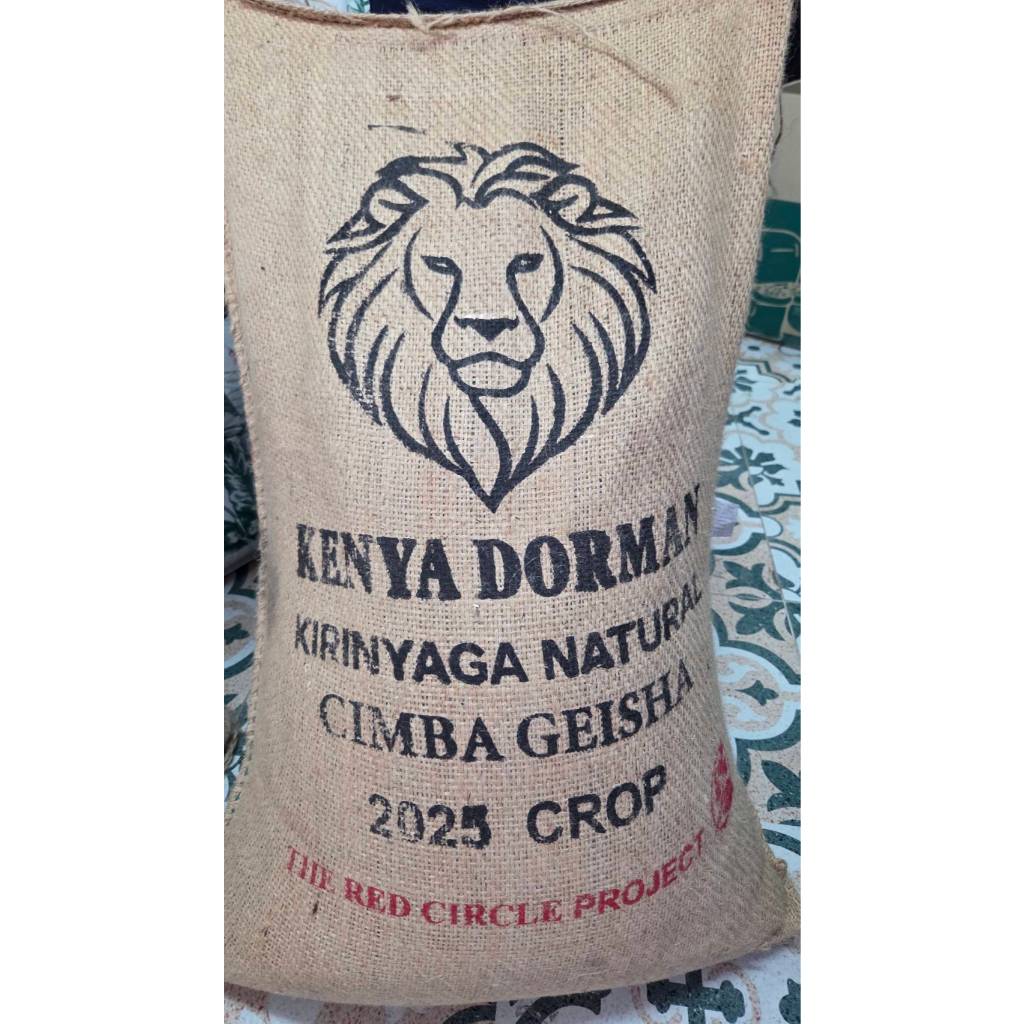 KENYA DORMAN
KIRINYAGA NATURAL
CIMBA GEISHA
2025 CROP
THE RED CIRCLE PROJECT